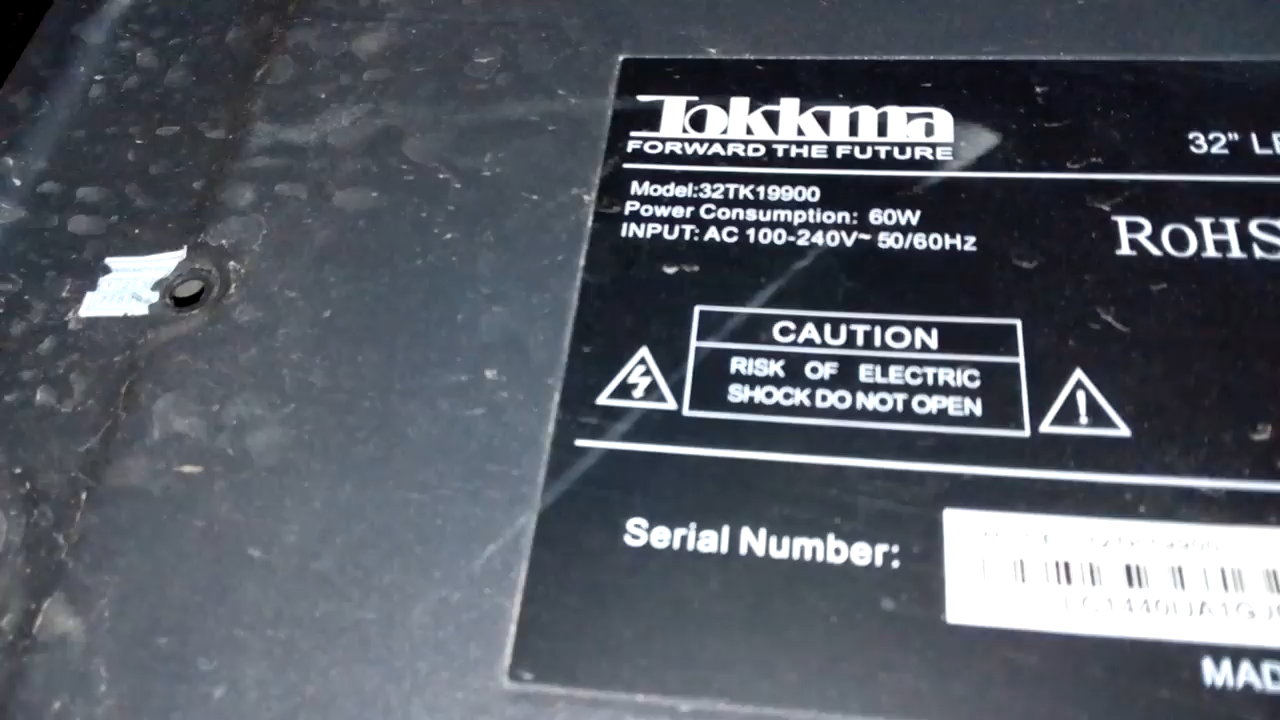 Tokkma
FORWARD THE FUTURE
32" LE
Model:32TK19900
Power Consumption: 60W
INPUT: AC 100-240V~ 50/60Hz
RoHS
CAUTION
RISK OF ELECTRIC
SHOCK DO NOT OPEN
Serial Number:
MAD